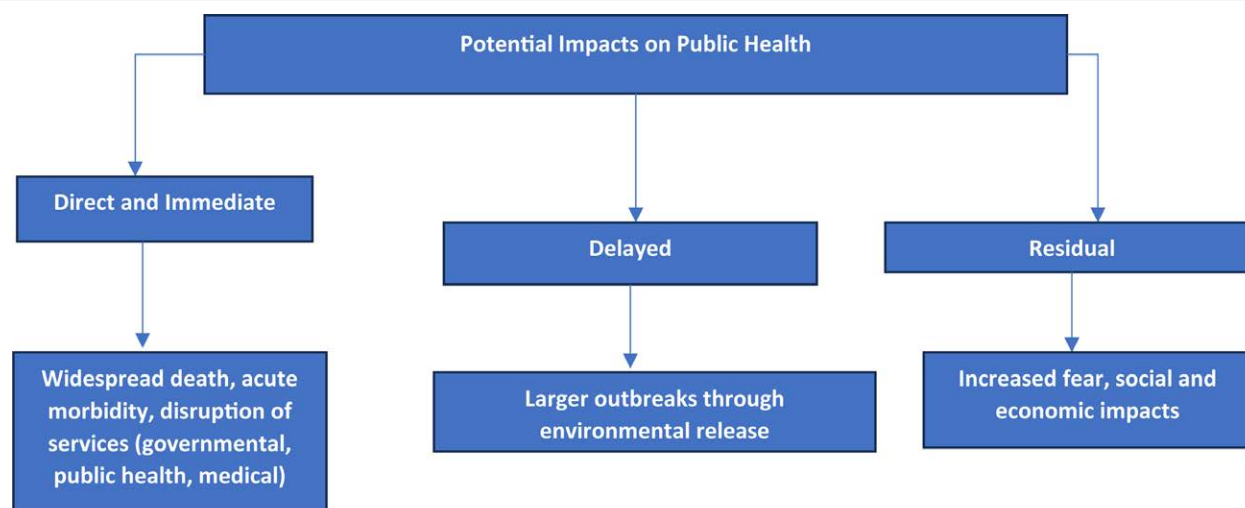 Potential Impacts on Public Health
Direct and Immediate
Delayed
Residual
Widespread death, acute
morbidity, disruption of
services (governmental,
public health, medical)
Larger outbreaks through
environmental release
Increased fear, social and
economic impacts